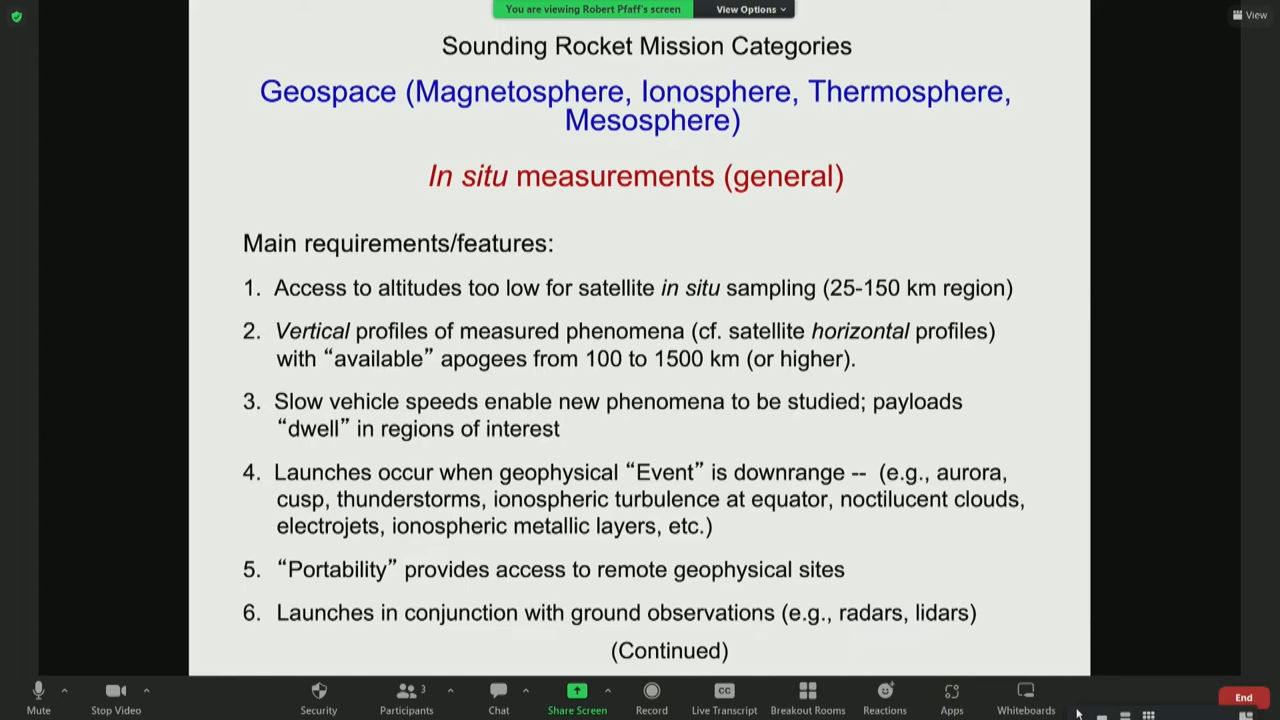 You are viewing Robert Pfaff's screen
View Options
View
Sounding Rocket Mission Categories
Geospace (Magnetosphere, Ionosphere, Thermosphere,
Mesosphere)
In situ measurements (general)
Main requirements/features:
1. Access to altitudes too low for satellite in situ sampling (25-150 km region)
2. Vertical profiles of measured phenomena (cf. satellite horizontal profiles)
with “available” apogees from 100 to 1500 km (or higher).
3. Slow vehicle speeds enable new phenomena to be studied; payloads
“dwell” in regions of interest
4. Launches occur when geophysical “Event” is downrange -- (e.g., aurora,
cusp, thunderstorms, ionospheric turbulence at equator, noctilucent clouds,
electrojets, ionospheric metallic layers, etc.)
5. “Portability” provides access to remote geophysical sites
6. Launches in conjunction with ground observations (e.g., radars, lidars)
(Continued)
3
CC
Mute
Stop Video
Security
Participants
Chat
Share Screen
Record
Live Transcript
Breakout Rooms
Reactions
Apps
Whiteboards
End